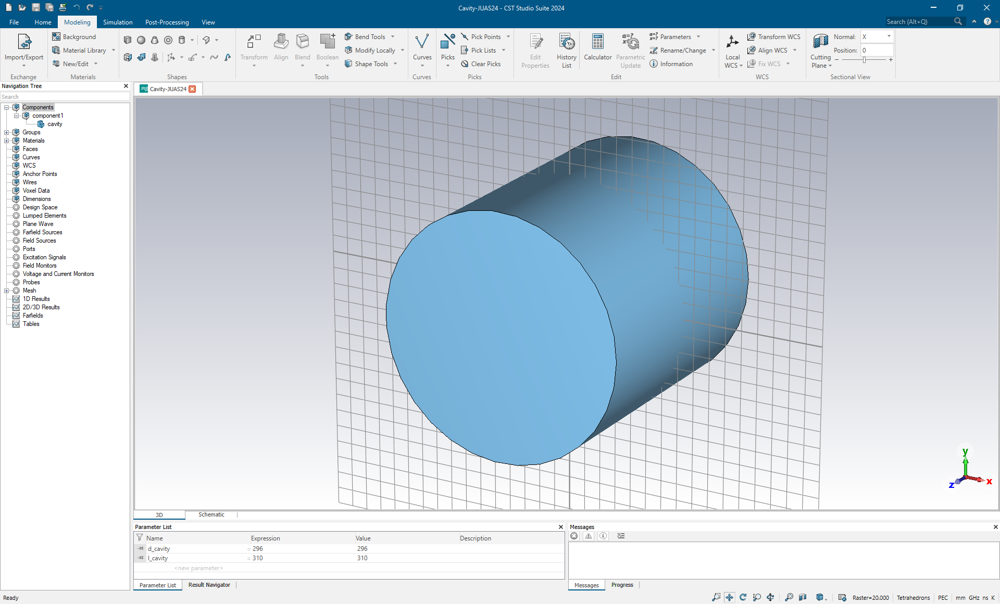 Cavity-JUAS24 - CST Studio Suite 2024
File Home Modeling Simulation Post-Processing View Search (Alt+Q)
Import/Export
Exchange
Background
Material Library
New/Edit
Materials
Shapes
Transform Align Blend Boolean
Bend Tools
Modify Locally
Shape Tools
Tools
Curves
Curves
Picks
Pick Points
Pick Lists
Clear Picks
Picks
Edit Properties
History List
Calculator
Parametric Update
Parameters
Rename/Change
Information
Edit
Local WCS
Transform WCS
Align WCS
Fix WCS
WCS
Cutting Plane
Normal: X
Position: 0
Sectional View
Navigation Tree
Search
Components
component1
cavity
Groups
Materials
Faces
Curves
WCS
Anchor Points
Wires
Voxel Data
Dimensions
Design Space
Lumped Elements
Plane Wave
Farfield Sources
Field Sources
Ports
Excitation Signals
Field Monitors
Voltage and Current Monitors
Probes
Mesh
1D Results
2D/3D Results
Farfields
Tables
Cavity-JUAS24
y
x
z
3D Schematic
Parameter List
Name Expression Value Description
d_cavity = 296 296
l_cavity = 310 310
<new parameter>
Parameter List Result Navigator
Messages
Messages Progress
Ready
Raster=20.000 Tetrahedrons PEC mm GHz ns K